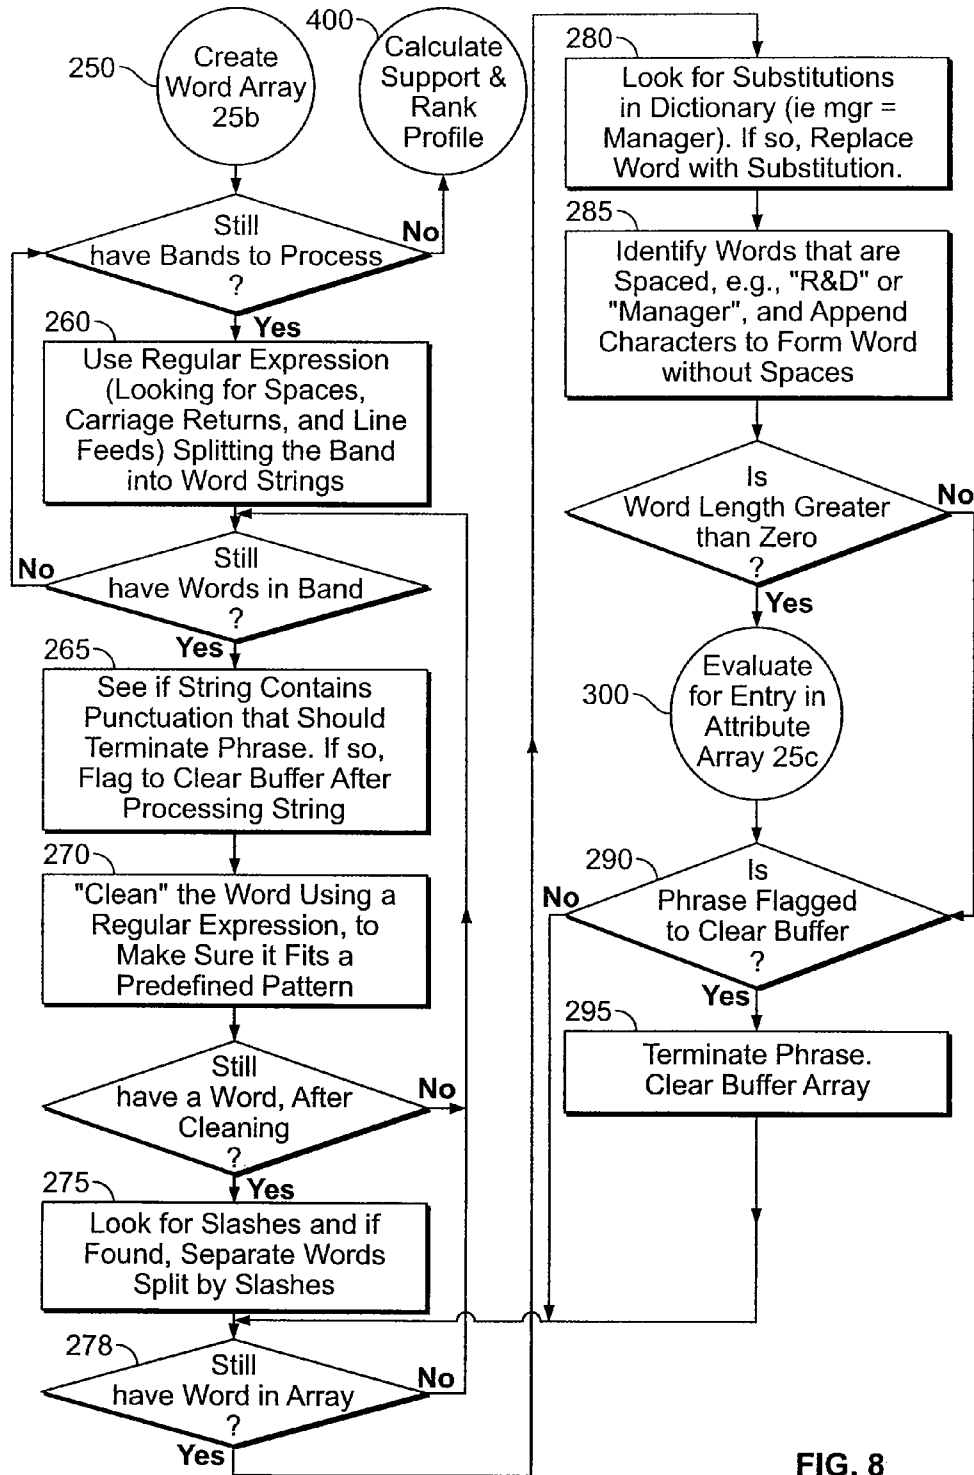 250
Create
Word Array
25b
400
Calculate
Support &
Rank
Profile
Still
have Bands to Process
?
No
Yes
260
Use Regular Expression
(Looking for Spaces,
Carriage Returns, and Line
Feeds) Splitting the Band
into Word Strings
Still
have Words in Band
?
No
Yes
265
See if String Contains
Punctuation that Should
Terminate Phrase. If so,
Flag to Clear Buffer After
Processing String
270
"Clean" the Word Using a
Regular Expression, to
Make Sure it Fits a
Predefined Pattern
Still
have a Word, After
Cleaning
?
No
Yes
275
Look for Slashes and if
Found, Separate Words
Split by Slashes
278
Still
have Word in Array
?
No
Yes
280
Look for Substitutions
in Dictionary (ie mgr =
Manager). If so, Replace
Word with Substitution.
285
Identify Words that are
Spaced, e.g., "R&D" or
"Manager", and Append
Characters to Form Word
without Spaces
Is
Word Length Greater
than Zero
?
No
Yes
300
Evaluate
for Entry in
Attribute
Array 25c
290
Is
Phrase Flagged
to Clear Buffer
?
No
Yes
295
Terminate Phrase.
Clear Buffer Array
FIG. 8